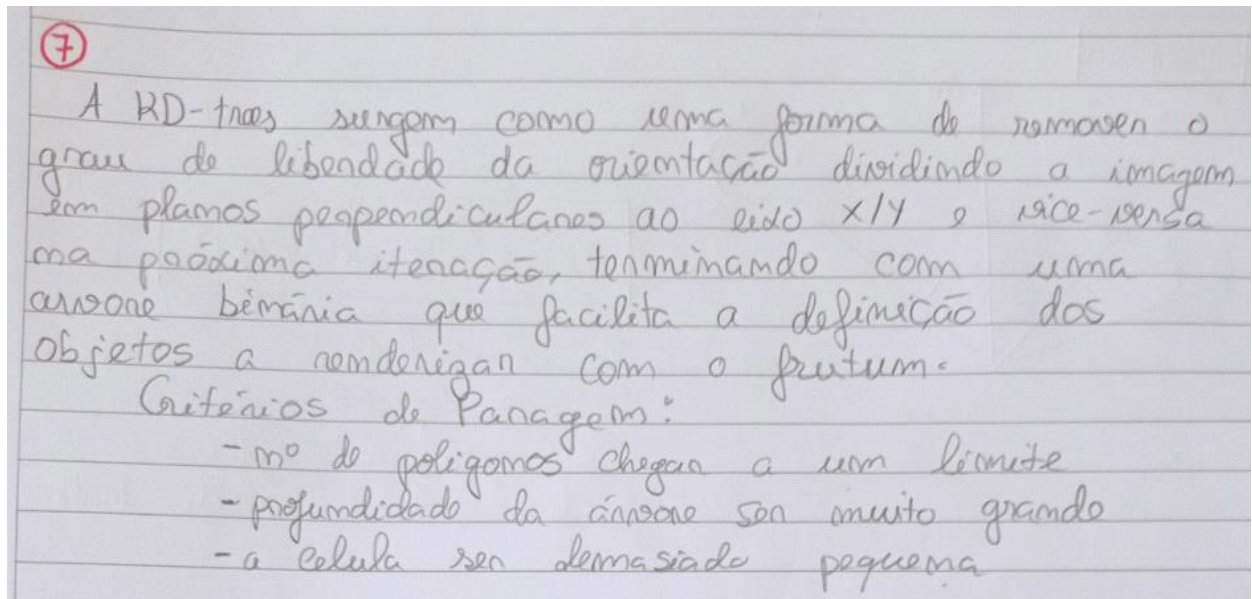 7
A KD-trees surgem como uma forma de remover o
grau de liberdade da orientação dividindo a imagem
em planos perpendiculares ao eixo X/Y e vice-versa
na próxima iteração, terminando com uma
arvore binária que facilita a definição dos
objetos a renderizar com o frutum.
Critérios de Paragem:
- nº de poligonos chegar a um limite
- profundidade da árvore ser muito grande
- a celula ser demasiado pequena